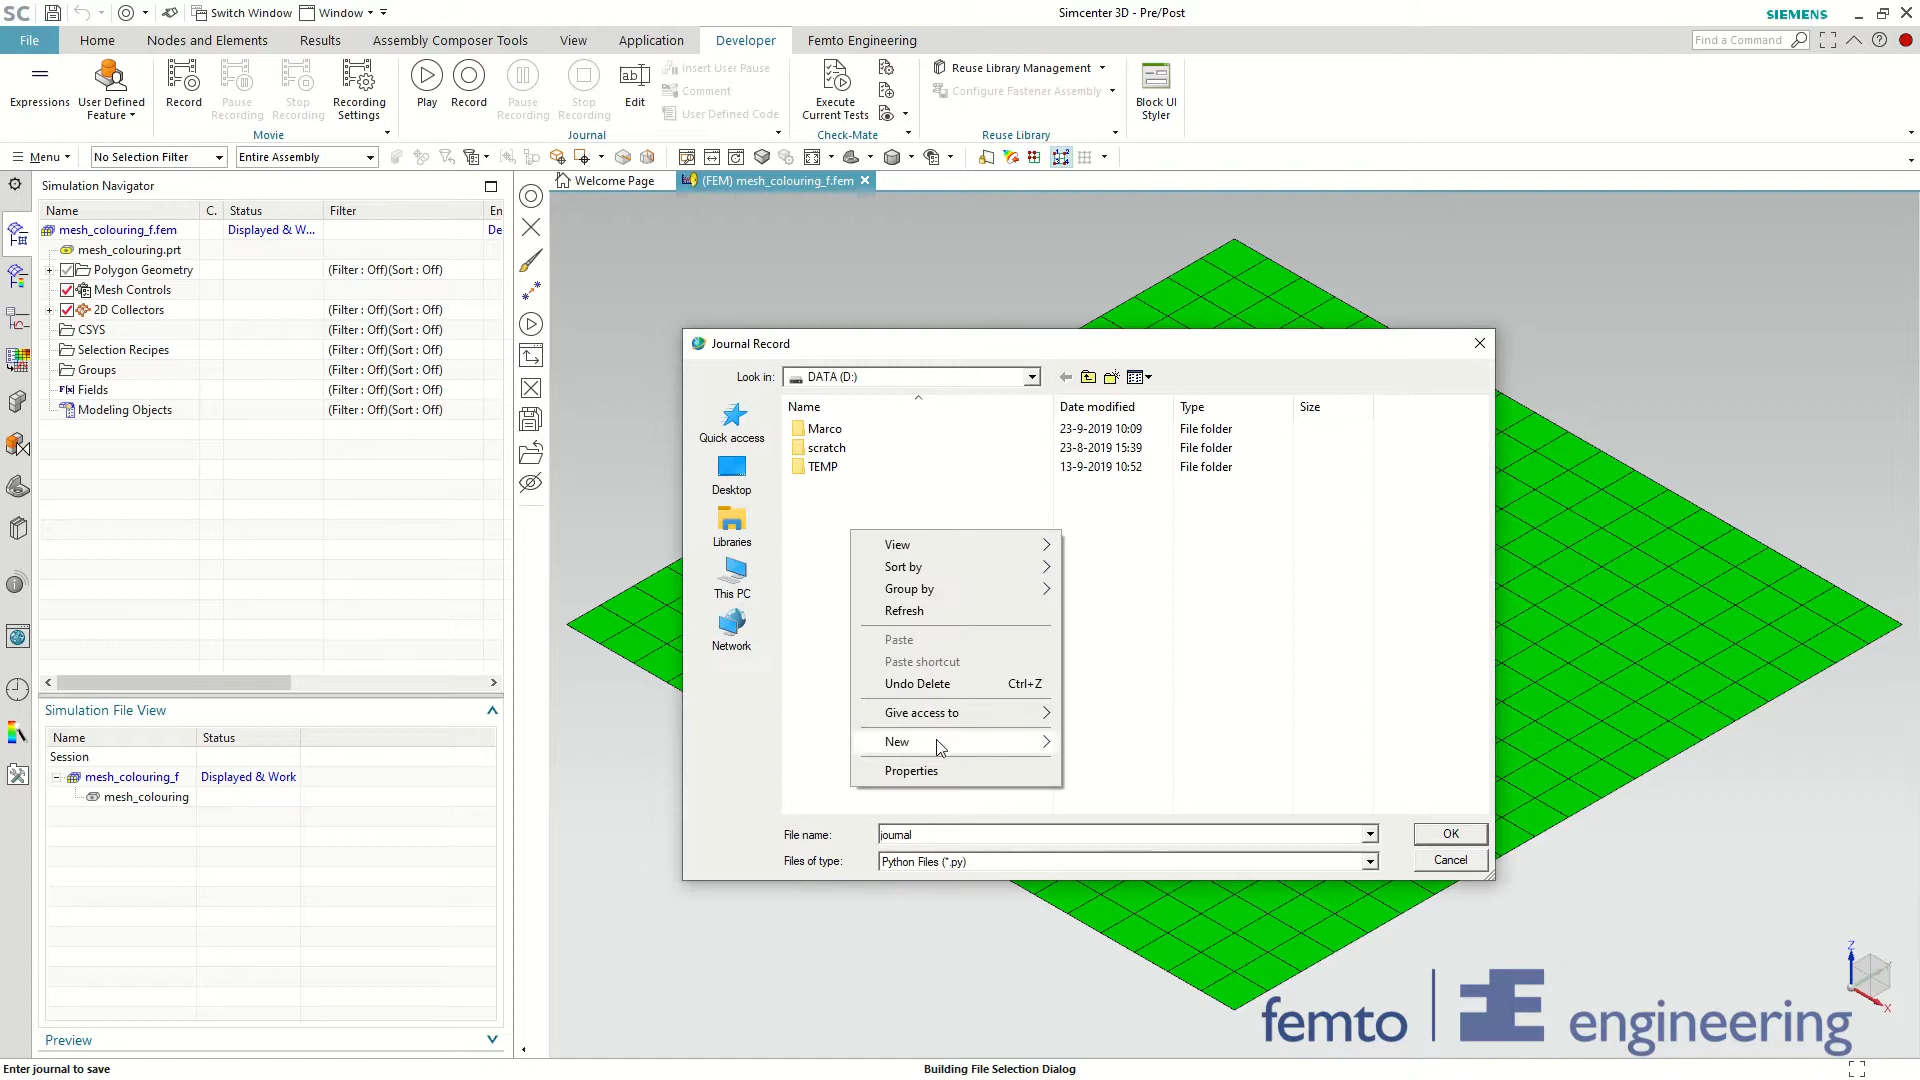 SC Switch Window Window Simcenter 3D - Pre/Post SIEMENS
File Home Nodes and Elements Results Assembly Composer Tools View Application Developer Femto Engineering Find a Command
Expressions User Defined Feature Record Pause Recording Stop Recording Recording Settings Play Record Pause Recording Stop Recording Edit Insert User Pause Comment User Defined Code Execute Current Tests Reuse Library Management Configure Fastener Assembly Block UI Styler
Movie Journal Check-Mate Reuse Library
Menu No Selection Filter Entire Assembly
Simulation Navigator Welcome Page (FEM) mesh_colouring_f.fem
Name C. Status Filter En
mesh_colouring_f.fem Displayed & W... De
mesh_colouring.prt
Polygon Geometry (Filter : Off)(Sort : Off)
Mesh Controls
2D Collectors (Filter : Off)(Sort : Off)
CSYS (Filter : Off)(Sort : Off)
Selection Recipes (Filter : Off)(Sort : Off)
Groups (Filter : Off)(Sort : Off)
Fields (Filter : Off)(Sort : Off)
Modeling Objects (Filter : Off)(Sort : Off)
Simulation File View
Name Status
Session
mesh_colouring_f Displayed & Work
mesh_colouring
Preview
Journal Record
Look in: DATA (D:)
Quick access
Desktop
Libraries
This PC
Network
Name Date modified Type Size
Marco 23-9-2019 10:09 File folder
scratch 23-8-2019 15:39 File folder
TEMP 13-9-2019 10:52 File folder
View
Sort by
Group by
Refresh
Paste
Paste shortcut
Undo Delete Ctrl+Z
Give access to
New
Properties
File name: journal OK
Files of type: Python Files (*.py) Cancel
Z
X
femto engineering
Enter journal to save Building File Selection Dialog